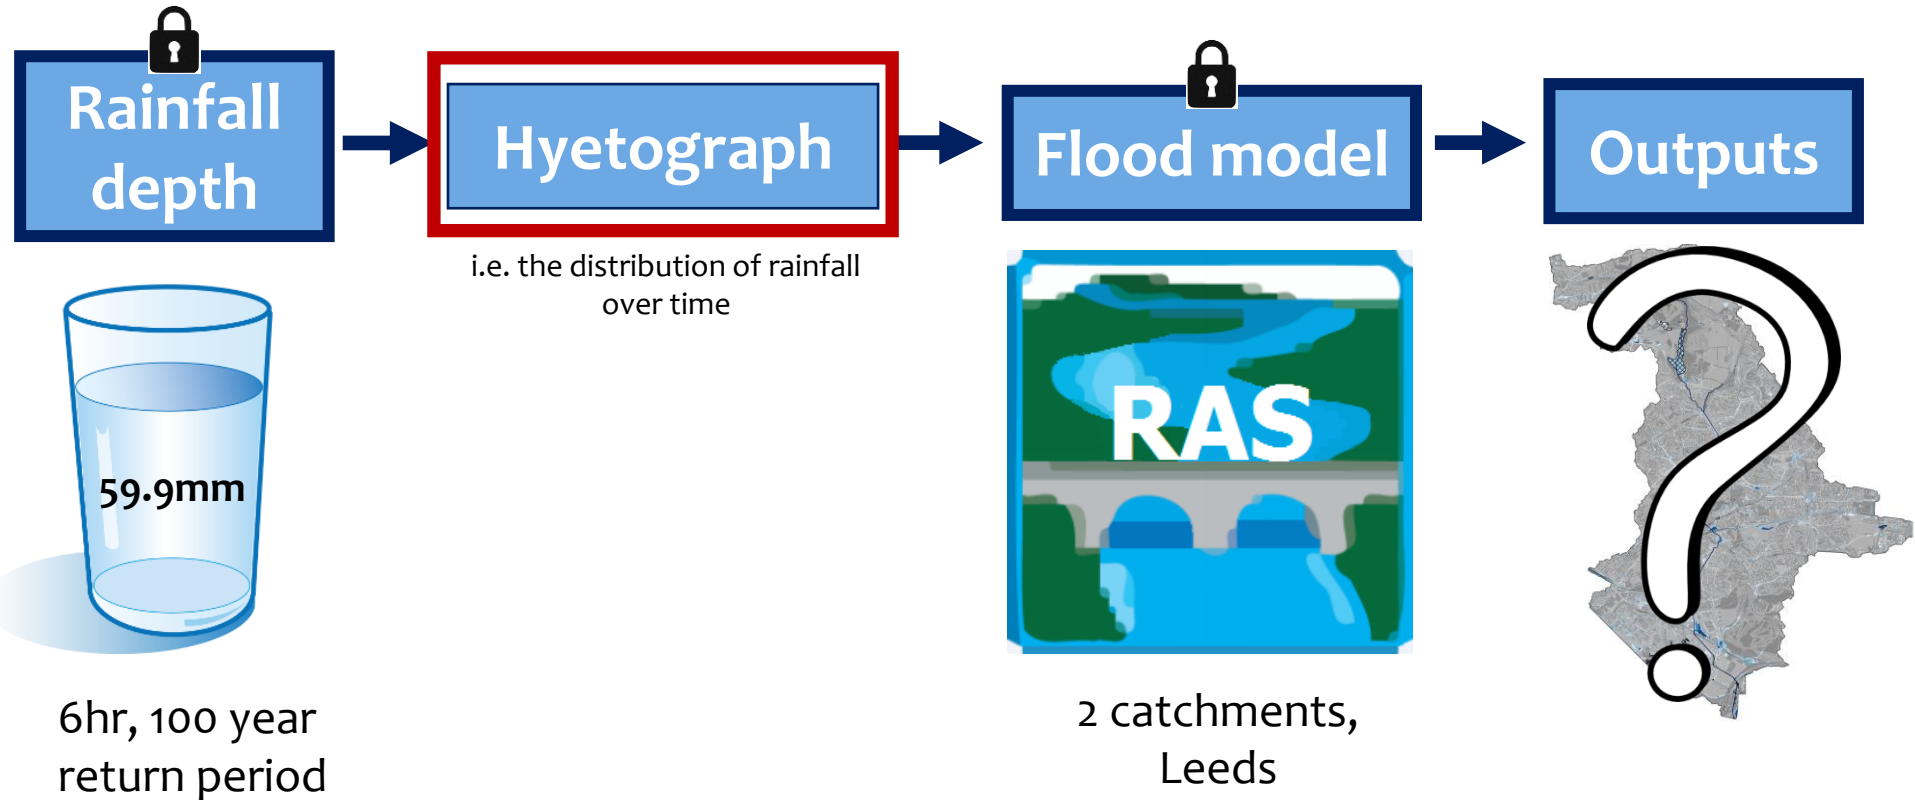 Rainfall
depth
Hyetograph
Flood model
Outputs
i.e. the distribution of rainfall
over time
59.9mm
RAS
?
6hr, 100 year
return period
2 catchments,
Leeds